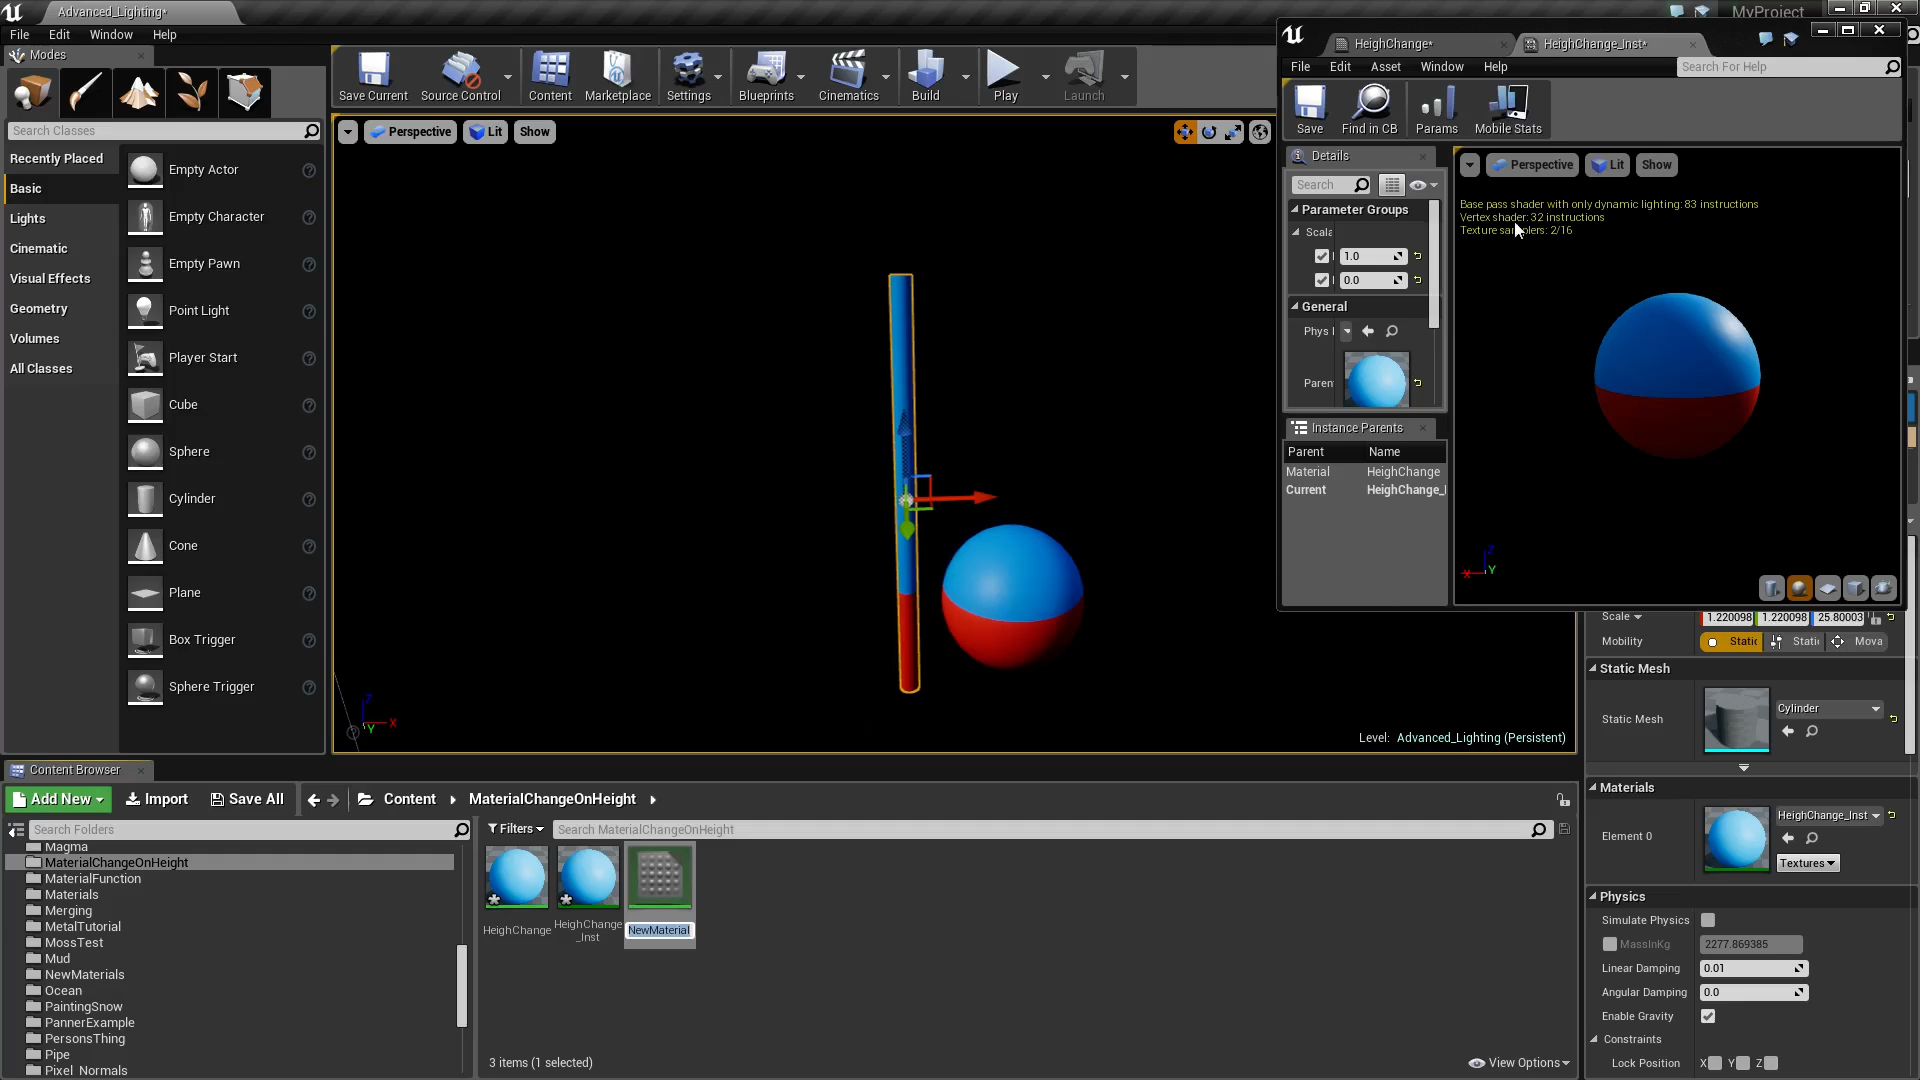 Advanced_Lighting*
MyProject
File Edit Window Help
Modes
Save Current
Source Control
Content
Marketplace
Settings
Blueprints
Cinematics
Build
Play
Launch
Search Classes
Recently Placed
Basic
Lights
Cinematic
Visual Effects
Geometry
Volumes
All Classes
Empty Actor
Empty Character
Empty Pawn
Point Light
Player Start
Cube
Sphere
Cylinder
Cone
Plane
Box Trigger
Sphere Trigger
Perspective Lit Show
Z
X
Y
Level: Advanced_Lighting (Persistent)
HeighChange*
HeighChange_Inst*
File Edit Asset Window Help
Search For Help
Save
Find in CB
Params
Mobile Stats
Details
Search
Parameter Groups
Scala
1.0
0.0
General
Phys
Paren
Instance Parents
Parent Name
Material HeighChange
Current HeighChange_
Perspective Lit Show
Base pass shader with only dynamic lighting: 83 instructions
Vertex shader: 32 instructions
Texture samplers: 2/16
Z
X
Y
Scale 1.220098 1.220098 25.80003
Mobility Static Stati Mova
Static Mesh
Static Mesh
Cylinder
Materials
Element 0
HeighChange_Inst
Textures
Physics
Simulate Physics
MassInKg 2277.869385
Linear Damping 0.01
Angular Damping 0.0
Enable Gravity
Constraints
Lock Position X Y Z
Content Browser
Add New Import Save All Content MaterialChangeOnHeight
Search Folders
Filters
Search MaterialChangeOnHeight
Magma
MaterialChangeOnHeight
MaterialFunction
Materials
Merging
MetalTutorial
MossTest
Mud
NewMaterials
Ocean
PaintingSnow
PannerExample
PersonsThing
Pipe
Pixel_Normals
HeighChange
HeighChange
_Inst
NewMaterial
3 items (1 selected)
View Options